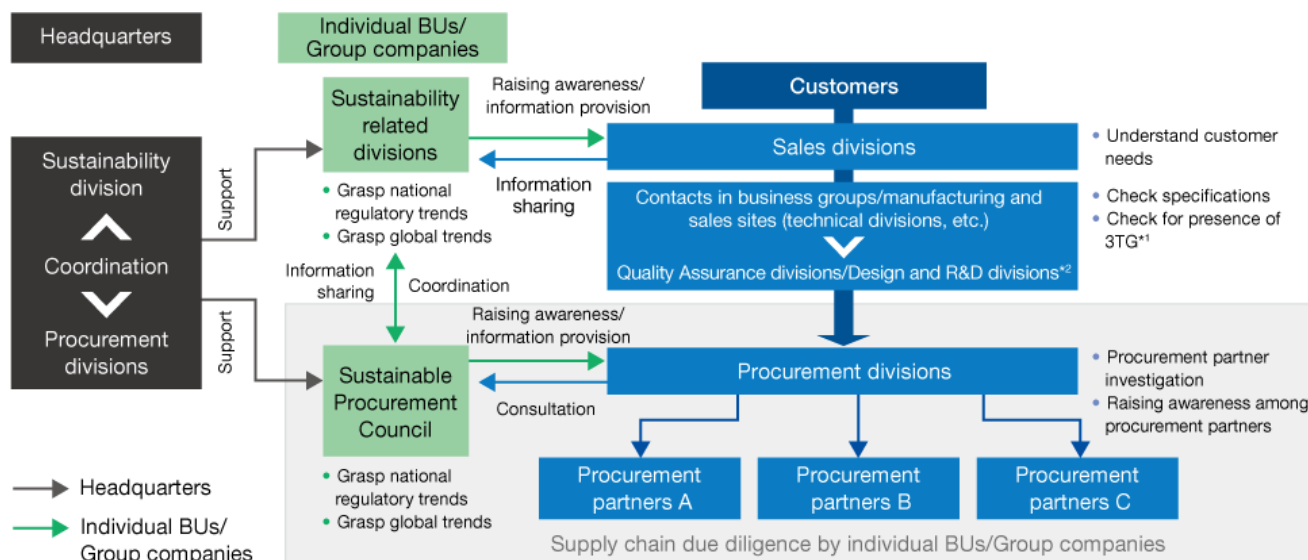 Headquarters
Individual BUs/
Group companies
Sustainability
division
Coordination
Procurement
divisions
Support
Support
Sustainability
related
divisions
• Grasp national
regulatory trends
• Grasp global trends
Information
sharing
Coordination
Sustainable
Procurement
Council
• Grasp national
regulatory trends
• Grasp global trends
Raising awareness/
information provision
Information
sharing
Raising awareness/
information provision
Consultation
Customers
Sales divisions
Contacts in business groups/manufacturing and
sales sites (technical divisions, etc.)
Quality Assurance divisions/Design and R&D divisions*2
Procurement divisions
Procurement
partners A
Procurement
partners B
Procurement
partners C
• Understand customer
needs
• Check specifications
• Check for presence of
3TG*1
• Procurement partner
investigation
• Raising awareness among
procurement partners
Headquarters
Individual BUs/
Group companies
Supply chain due diligence by individual BUs/Group companies